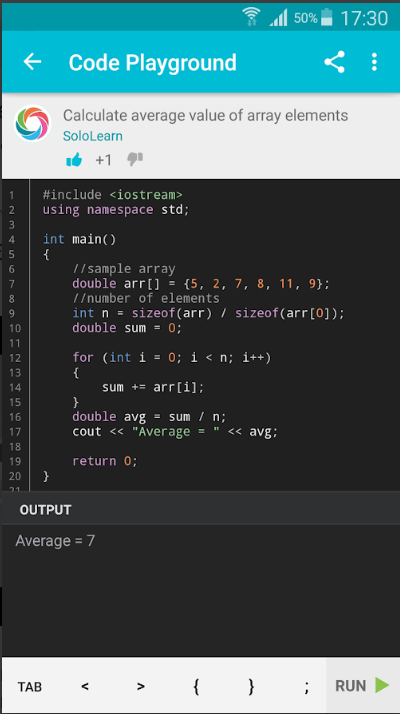 50% 17:30
Code Playground
Calculate average value of array elements
SoloLearn
+1
1 #include <iostream>
2 using namespace std;
3
4 int main()
5 {
6 //sample array
7 double arr[] = {5, 2, 7, 8, 11, 9};
8 //number of elements
9 int n = sizeof(arr) / sizeof(arr[0]);
10 double sum = 0;
11
12 for (int i = 0; i < n; i++)
13 {
14 sum += arr[i];
15 }
16 double avg = sum / n;
17 cout << "Average = " << avg;
18
19 return 0;
20 }
21
OUTPUT
Average = 7
TAB < > { } ; RUN